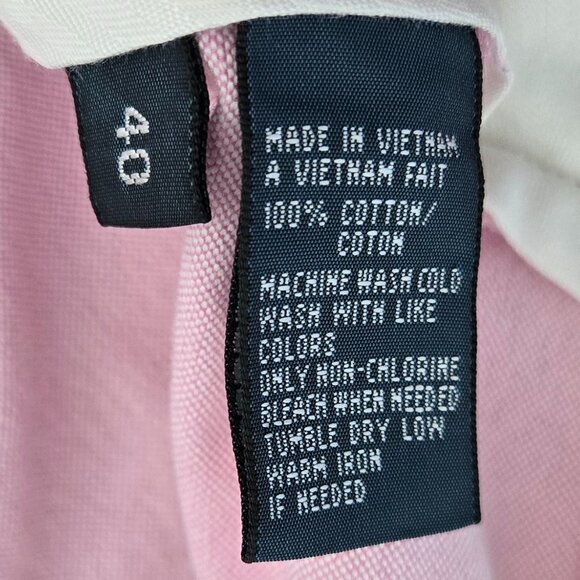 40
MADE IN VIETNAM
A VIETNAM FAIT
100% COTTON/
COTON
MACHINE WASH COLD
WASH WITH LIKE
COLORS
ONLY NON-CHLORINE
BLEACH WHEN NEEDED
TUMBLE DRY LOW
WARM IRON
IF NEEDED